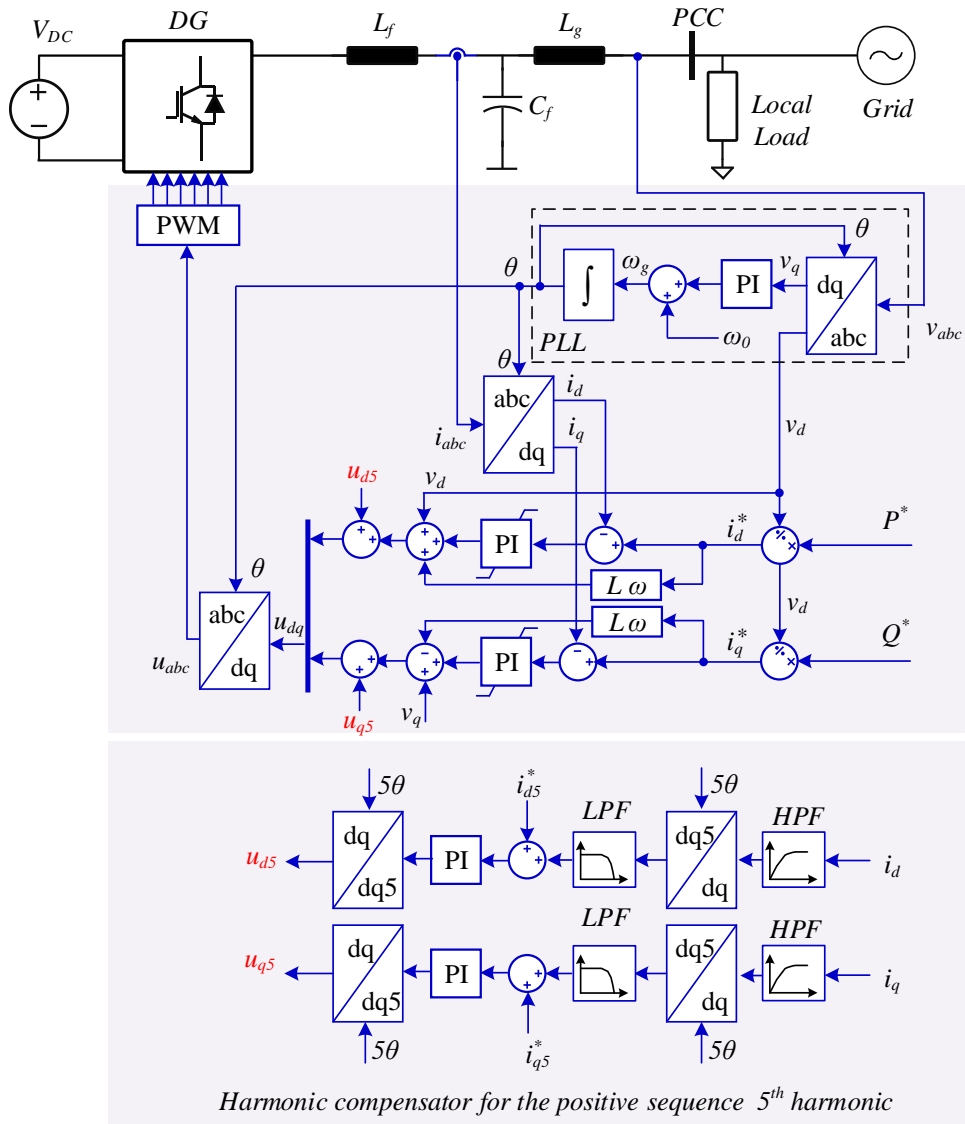 V_DC
DG
L_f
L_g
PCC
C_f
Local
Load
Grid
PWM
θ
θ
ω_g
∫
PI
v_q
dq
abc
v_abc
PLL
ω_0
θ
abc
dq
i_abc
i_d
i_q
v_d
u_d5
v_d
PI
i_d^*
P^*
L ω
θ
abc
dq
u_dq
u_abc
L ω
v_d
PI
i_q^*
Q^*
u_q5
v_q
5θ
i_d5^*
LPF
5θ
HPF
u_d5
dq
dq5
PI
dq5
dq
i_d
LPF
HPF
u_q5
dq
dq5
PI
dq5
dq
i_q
5θ
i_q5^*
5θ
Harmonic compensator for the positive sequence 5^th harmonic